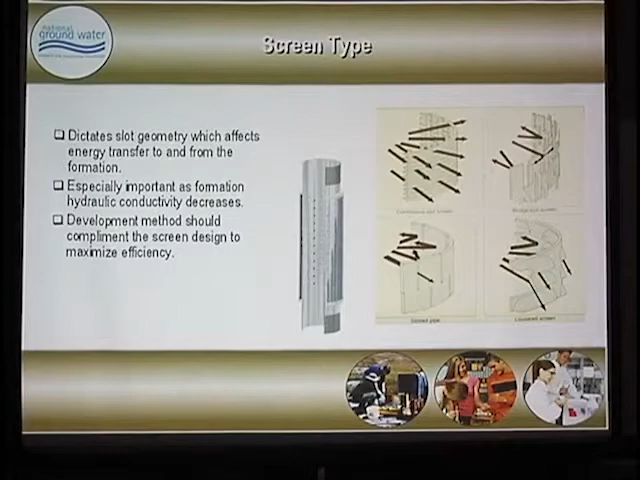 national
ground water
Screen Type
Dictates slot geometry which affects
energy transfer to and from the
formation.
Especially important as formation
hydraulic conductivity decreases.
Development method should
compliment the screen design to
maximize efficiency.
Continuous slot screen
Bridge slot screen
Slotted pipe
Louvered screen